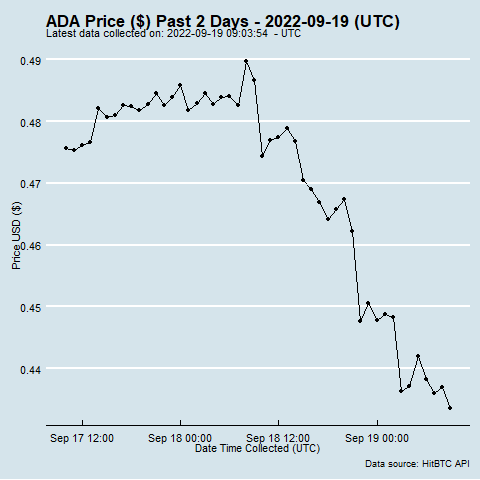 ADA Price ($) Past 2 Days - 2022-09-19 (UTC)
Latest data collected on: 2022-09-19 09:03:54 - UTC
0.49
0.48
0.47
0.46
0.45
0.44
Price USD ($)
Sep 17 12:00
Sep 18 00:00
Sep 18 12:00
Sep 19 00:00
Date Time Collected (UTC)
Data source: HitBTC API